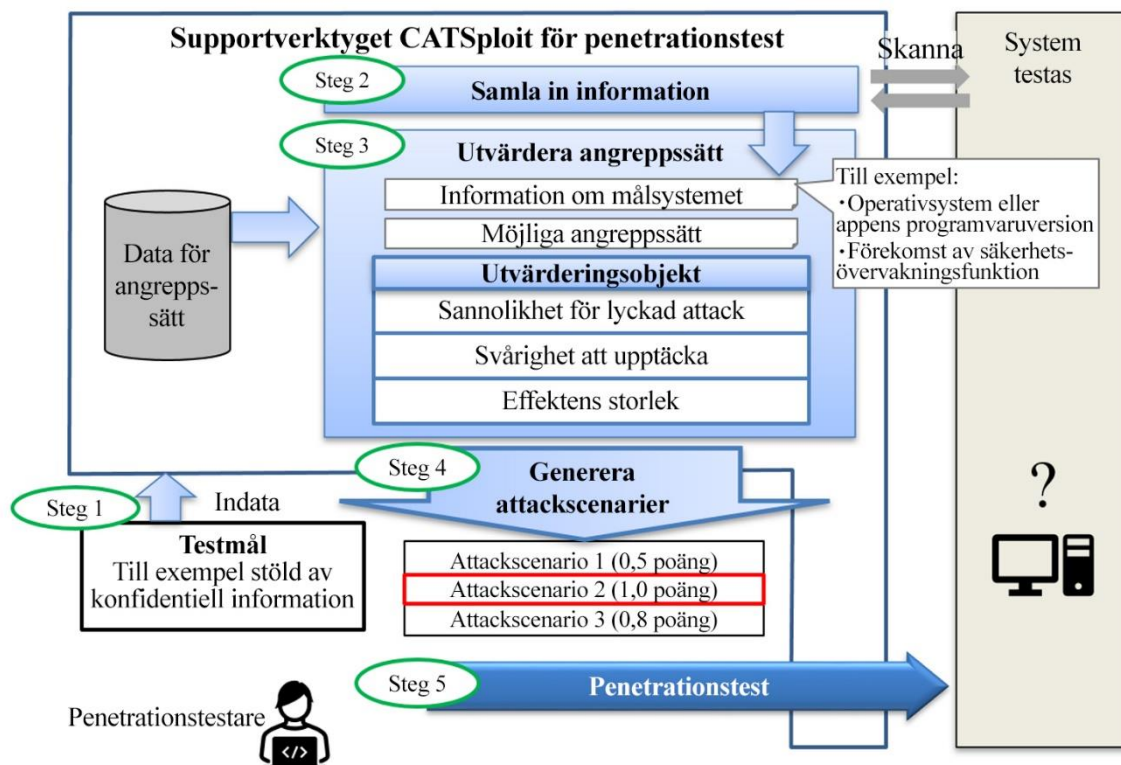 Supportverktyget CATSploit för penetrationstest
Skanna
System
testas
Steg 2
Samla in information
Steg 3
Utvärdera angreppssätt
Information om målsystemet
Möjliga angreppssätt
Till exempel:
・Operativsystem eller
appens programvaruversion
・Förekomst av säkerhets-
övervakningsfunktion
Data för
angrepps-
sätt
Utvärderingsobjekt
Sannolikhet för lyckad attack
Svårighet att upptäcka
Effektens storlek
Steg 4
Generera
attackscenarier
Steg 1
Indata
Testmål
Till exempel stöld av
konfidentiell information
Attackscenario 1 (0,5 poäng)
Attackscenario 2 (1,0 poäng)
Attackscenario 3 (0,8 poäng)
?
Steg 5
Penetrationstest
Penetrationstestare
</>